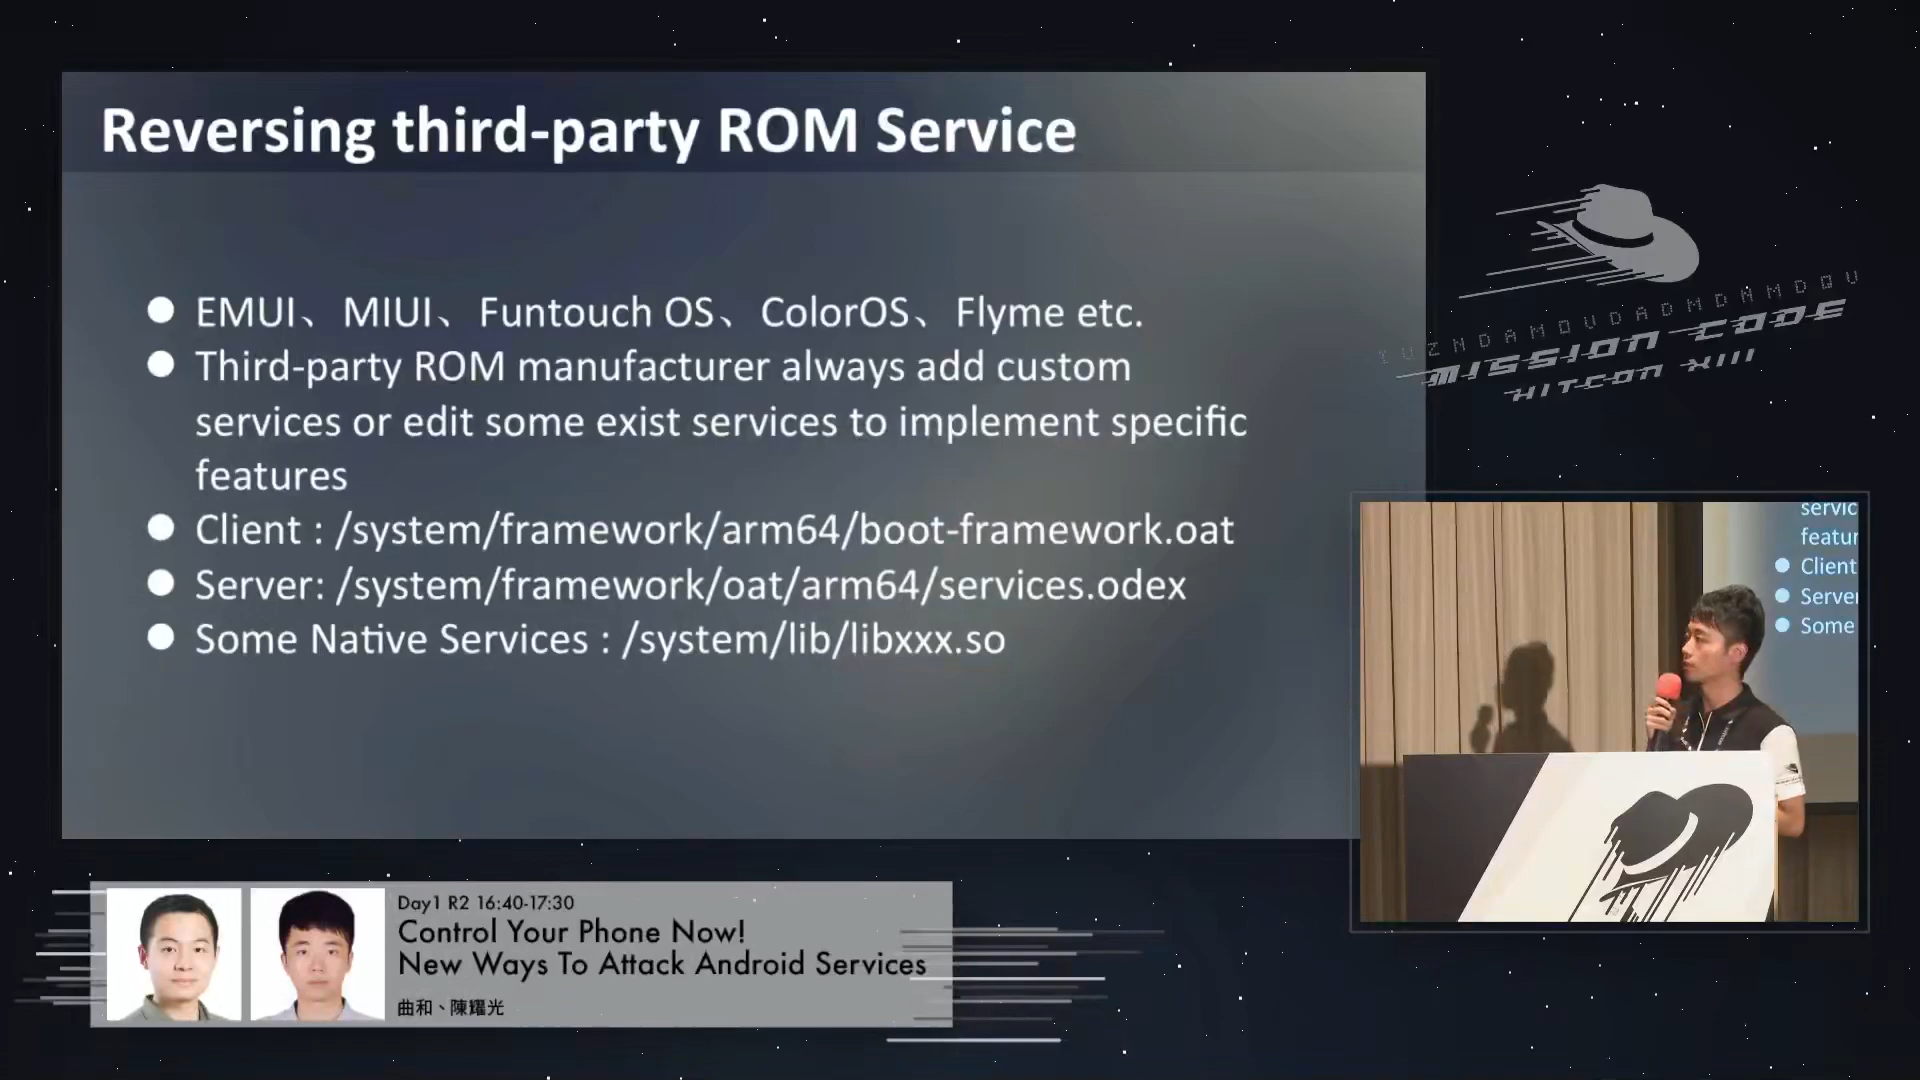 Reversing third-party ROM Service
EMUI、MIUI、Funtouch OS、ColorOS、Flyme etc.
Third-party ROM manufacturer always add custom
services or edit some exist services to implement specific
features
Client : /system/framework/arm64/boot-framework.oat
Server: /system/framework/oat/arm64/services.odex
Some Native Services : /system/lib/libxxx.so
MISSION CODE
HITCON XIII
servic
featur
Client
Server
Some
Day1 R2 16:40-17:30
Control Your Phone Now!
New Ways To Attack Android Services
曲和、陳耀光